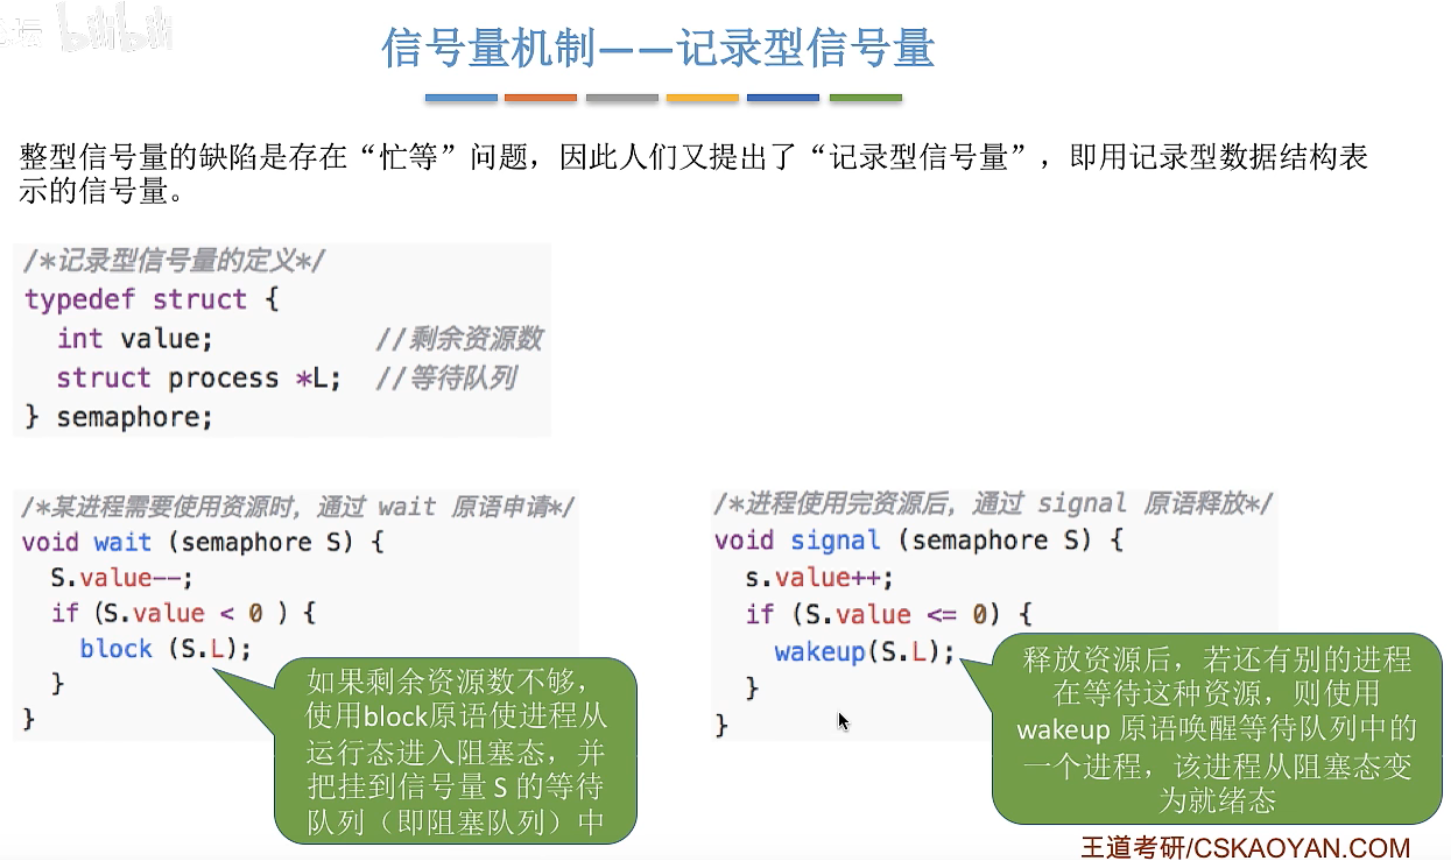 坛 bilibili
信号量机制——记录型信号量
整型信号量的缺陷是存在“忙等”问题，因此人们又提出了“记录型信号量”，即用记录型数据结构表
示的信号量。
/*记录型信号量的定义*/
typedef struct {
int value; //剩余资源数
struct process *L; //等待队列
} semaphore;
/*某进程需要使用资源时，通过 wait 原语申请*/
void wait (semaphore S) {
S.value--;
if (S.value < 0 ) {
block (S.L);
}
}
如果剩余资源数不够，
使用block原语使进程从
运行态进入阻塞态，并
把挂到信号量 S 的等待
队列（即阻塞队列）中
/*进程使用完资源后，通过 signal 原语释放*/
void signal (semaphore S) {
s.value++;
if (S.value <= 0) {
wakeup(S.L);
}
}
释放资源后，若还有别的进程
在等待这种资源，则使用
wakeup 原语唤醒等待队列中的
一个进程，该进程从阻塞态变
为就绪态
王道考研/CSKAOYAN.COM